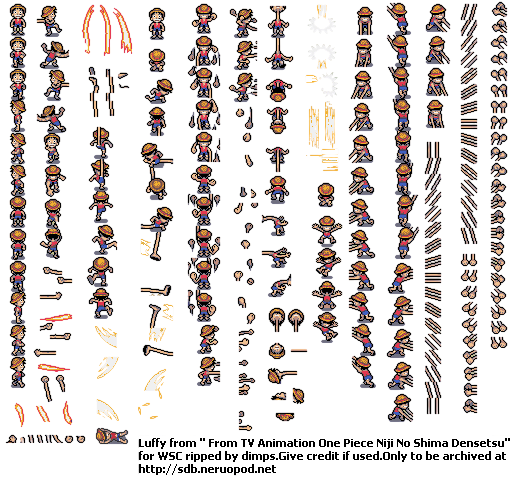 Luffy from " From TV Animation One Piece Niji No Shima Densetsu"
for WSC ripped by dimps.Give credit if used.Only to be archived at
http://sdb.neruopod.net